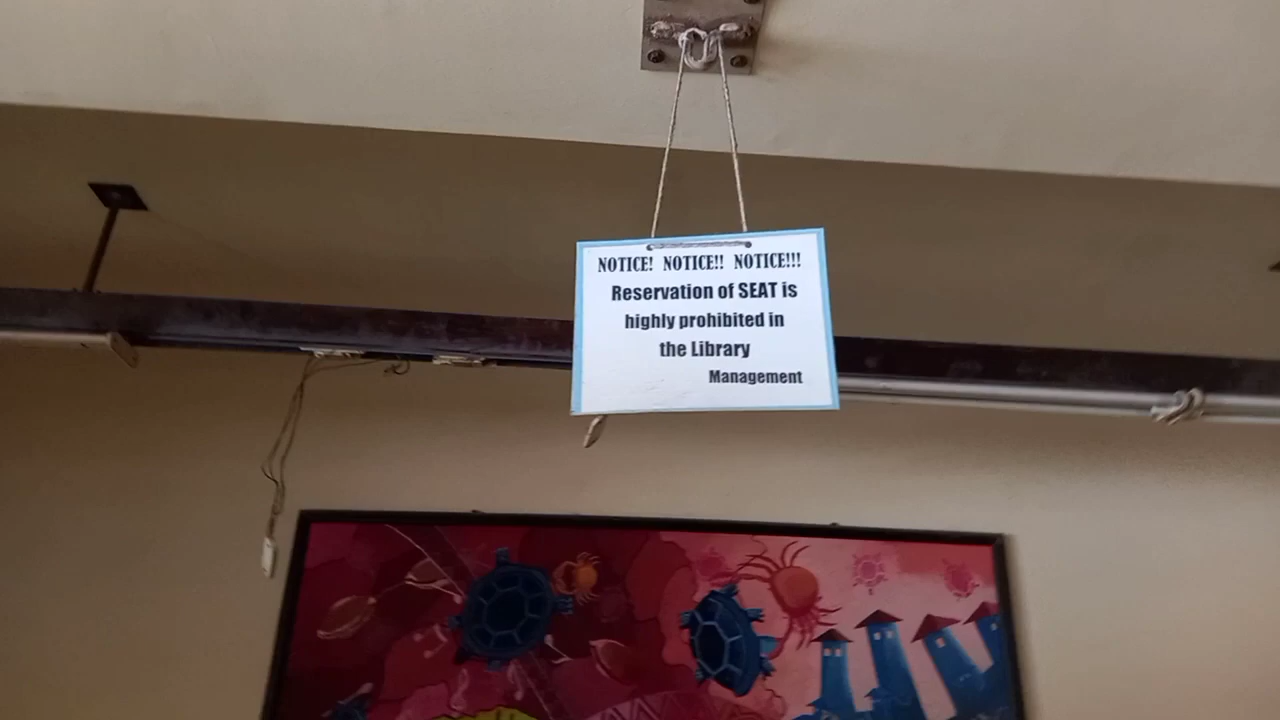 NOTICE! NOTICE!! NOTICE!!!
Reservation of SEAT is
highly prohibited in
the Library
Management